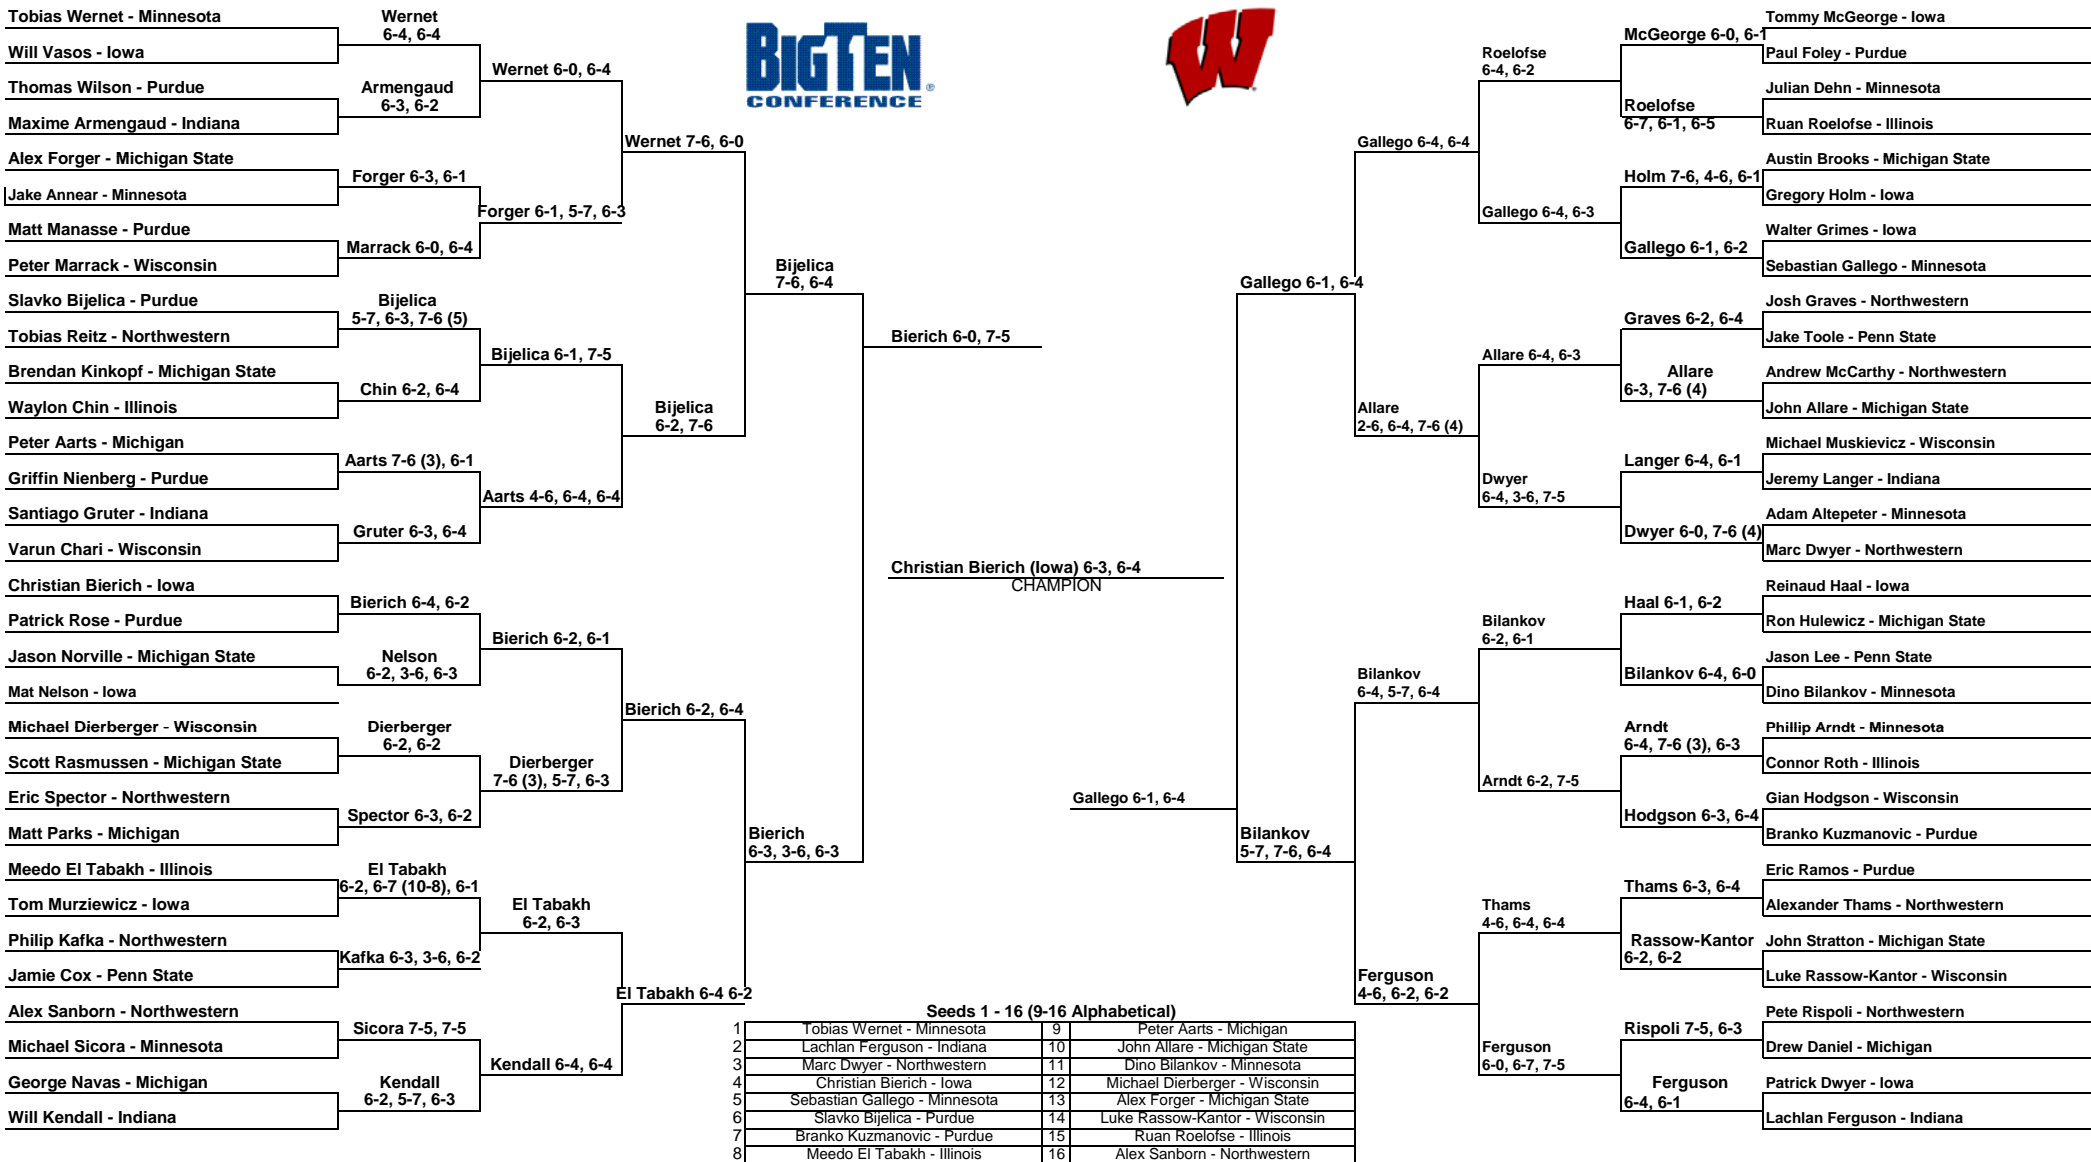 Tobias Wernet - Minnesota
Will Vasos - Iowa
Thomas Wilson - Purdue
Maxime Armengaud - Indiana
Alex Forger - Michigan State
Jake Annear - Minnesota
Matt Manasse - Purdue
Peter Marrack - Wisconsin
Slavko Bijelica - Purdue
Tobias Reitz - Northwestern
Brendan Kinkopf - Michigan State
Waylon Chin - Illinois
Peter Aarts - Michigan
Griffin Nienberg - Purdue
Santiago Gruter - Indiana
Varun Chari - Wisconsin
Christian Bierich - Iowa
Patrick Rose - Purdue
Jason Norville - Michigan State
Mat Nelson - Iowa
Michael Dierberger - Wisconsin
Scott Rasmussen - Michigan State
Eric Spector - Northwestern
Matt Parks - Michigan
Meedo El Tabakh - Illinois
Tom Murziewicz - Iowa
Philip Kafka - Northwestern
Jamie Cox - Penn State
Alex Sanborn - Northwestern
Michael Sicora - Minnesota
George Navas - Michigan
Will Kendall - Indiana
Wernet
6-4, 6-4
Armengaud
6-3, 6-2
Forger 6-3, 6-1
Marrack 6-0, 6-4
Bijelica
5-7, 6-3, 7-6 (5)
Chin 6-2, 6-4
Aarts 7-6 (3), 6-1
Gruter 6-3, 6-4
Bierich 6-4, 6-2
Nelson
6-2, 3-6, 6-3
Dierberger
6-2, 6-2
Spector 6-3, 6-2
El Tabakh
6-2, 6-7 (10-8), 6-1
Kafka 6-3, 3-6, 6-2
Sicora 7-5, 7-5
Kendall
6-2, 5-7, 6-3
Wernet 6-0, 6-4
Forger 6-1, 5-7, 6-3
Bijelica 6-1, 7-5
Aarts 4-6, 6-4, 6-4
Bierich 6-2, 6-1
Dierberger
7-6 (3), 5-7, 6-3
El Tabakh
6-2, 6-3
Kendall 6-4, 6-4
Wernet 7-6, 6-0
Bijelica
6-2, 7-6
Bierich 6-2, 6-4
El Tabakh 6-4 6-2
Bijelica
7-6, 6-4
Bierich
6-3, 3-6, 6-3
Bierich 6-0, 7-5
BIGTEN
CONFERENCE
®
W
Christian Bierich (Iowa) 6-3, 6-4
CHAMPION
Gallego 6-1, 6-4
Gallego 6-1, 6-4
Bilankov
5-7, 7-6, 6-4
Gallego 6-4, 6-4
Allare
2-6, 6-4, 7-6 (4)
Bilankov
6-4, 5-7, 6-4
Ferguson
4-6, 6-2, 6-2
Roelofse
6-4, 6-2
Gallego 6-4, 6-3
Allare 6-4, 6-3
Dwyer
6-4, 3-6, 7-5
Bilankov
6-2, 6-1
Arndt 6-2, 7-5
Thams
4-6, 6-4, 6-4
Ferguson
6-0, 6-7, 7-5
McGeorge 6-0, 6-1
Roelofse
6-7, 6-1, 6-5
Holm 7-6, 4-6, 6-1
Gallego 6-1, 6-2
Graves 6-2, 6-4
Allare
6-3, 7-6 (4)
Langer 6-4, 6-1
Dwyer 6-0, 7-6 (4)
Haal 6-1, 6-2
Bilankov 6-4, 6-0
Arndt
6-4, 7-6 (3), 6-3
Hodgson 6-3, 6-4
Thams 6-3, 6-4
Rassow-Kantor
6-2, 6-2
Rispoli 7-5, 6-3
Ferguson
6-4, 6-1
Tommy McGeorge - Iowa
Paul Foley - Purdue
Julian Dehn - Minnesota
Ruan Roelofse - Illinois
Austin Brooks - Michigan State
Gregory Holm - Iowa
Walter Grimes - Iowa
Sebastian Gallego - Minnesota
Josh Graves - Northwestern
Jake Toole - Penn State
Andrew McCarthy - Northwestern
John Allare - Michigan State
Michael Muskievicz - Wisconsin
Jeremy Langer - Indiana
Adam Altepeter - Minnesota
Marc Dwyer - Northwestern
Reinaud Haal - Iowa
Ron Hulewicz - Michigan State
Jason Lee - Penn State
Dino Bilankov - Minnesota
Phillip Arndt - Minnesota
Connor Roth - Illinois
Gian Hodgson - Wisconsin
Branko Kuzmanovic - Purdue
Eric Ramos - Purdue
Alexander Thams - Northwestern
John Stratton - Michigan State
Luke Rassow-Kantor - Wisconsin
Pete Rispoli - Northwestern
Drew Daniel - Michigan
Patrick Dwyer - Iowa
Lachlan Ferguson - Indiana
Seeds 1 - 16 (9-16 Alphabetical)
1 Tobias Wernet - Minnesota 9 Peter Aarts - Michigan
2 Lachlan Ferguson - Indiana 10 John Allare - Michigan State
3 Marc Dwyer - Northwestern 11 Dino Bilankov - Minnesota
4 Christian Bierich - Iowa 12 Michael Dierberger - Wisconsin
5 Sebastian Gallego - Minnesota 13 Alex Forger - Michigan State
6 Slavko Bijelica - Purdue 14 Luke Rassow-Kantor - Wisconsin
7 Branko Kuzmanovic - Purdue 15 Ruan Roelofse - Illinois
8 Meedo El Tabakh - Illinois 16 Alex Sanborn - Northwestern